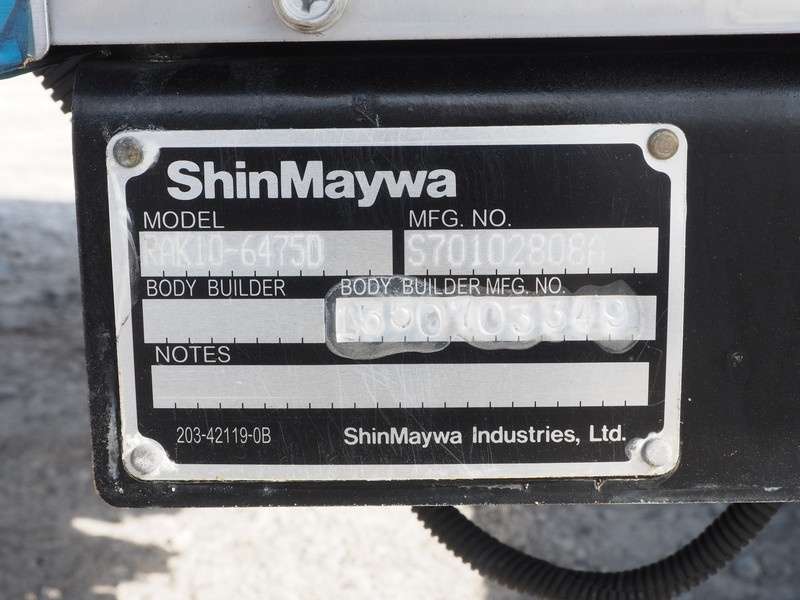 ShinMaywa
MODEL MFG. NO.
RAK10-6475D S70102808A
BODY BUILDER BODY BUILDER MFG. NO.
NOTES
203-42119-0B ShinMaywa Industries, Ltd.